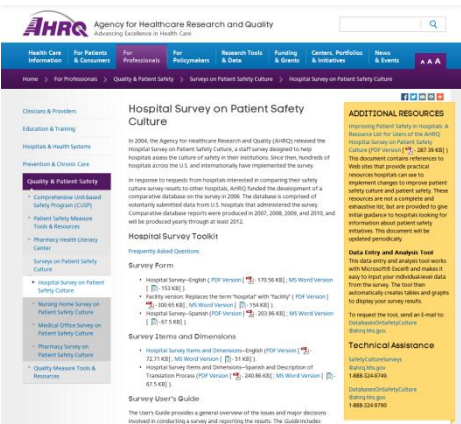 AHRQ
Agency for Healthcare Research and Quality
Advancing Excellence in Health Care
Health Care Information
For Patients & Consumers
For Professionals
For Policymakers
Research Tools & Data
Funding & Grants
Centers, Portfolios & Initiatives
News & Events
A A A
Home > For Professionals > Quality & Patient Safety > Surveys on Patient Safety Culture > Hospital Survey on Patient Safety Culture
Clinicians & Providers
Education & Training
Hospitals & Health Systems
Prevention & Chronic Care
Quality & Patient Safety
Comprehensive Unit-based
Safety Program (CUSP)
Patient Safety Measure
Tools & Resources
Pharmacy Health Literacy
Center
Surveys on Patient Safety
Culture
Hospital Survey on Patient
Safety Culture
Nursing Home Survey on
Patient Safety Culture
Medical Office Survey on
Patient Safety Culture
Pharmacy Survey on
Patient Safety Culture
Quality Measure Tools &
Resources
Hospital Survey on Patient Safety
Culture
In 2004, the Agency for Healthcare Research and Quality (AHRQ) released the
Hospital Survey on Patient Safety Culture, a staff survey designed to help
hospitals assess the culture of safety in their institutions. Since then, hundreds of
hospitals across the U.S. and internationally have implemented the survey.
In response to requests from hospitals interested in comparing their safety
culture survey results to other hospitals, AHRQ funded the development of a
comparative database on the survey in 2006. The database is comprised of
voluntarily submitted data from U.S. hospitals that administered the survey.
Comparative database reports were produced in 2007, 2008, 2009, and 2010, and
will be produced yearly through at least 2012.
Hospital Survey Toolkit
Frequently Asked Questions
Survey Form
Hospital Survey—English ( PDF Version [ - 170.56 KB] ; MS Word Version
[ - 153 KB] )
Facility version: Replaces the term "hospital" with "facility" ( PDF Version [
- 300.65 KB] ; MS Word Version [ - 154 KB] )
Hospital Survey—Spanish ( PDF Version [ - 203.96 KB] ; MS Word Version
[ - 67.5 KB] )
Survey Items and Dimensions
Hospital Survey Items and Dimensions—English (PDF Version [ -
72.71 KB] ; MS Word Version [ - 51 KB] )
Hospital Survey Items and Dimensions—Spanish and Description of
Translation Process (PDF Version [ - 240.86 KB] ; MS Word Version [ -
67.5 KB] )
Survey User's Guide
The User's Guide provides a general overview of the issues and major decisions
involved in conducting a survey and reporting the results. The Guide includes
ADDITIONAL RESOURCES
Improving Patient Safety in Hospitals: A
Resource List for Users of the AHRQ
Hospital Survey on Patient Safety
Culture (PDF Version [ - 287.39 KB] )
This document contains references to
Web sites that provide practical
resources hospitals can use to
implement changes to improve patient
safety culture and patient safety. These
resources are not a complete and
exhaustive list, but are provided to give
initial guidance to hospitals looking for
information about patient safety
initiatives. This document will be
updated periodically.
Data Entry and Analysis Tool
This data entry and analysis tool works
with Microsoft® Excel® and makes it
easy to input your individual-level data
from the survey. The tool then
automatically creates tables and graphs
to display your survey results.
To request the tool, send an E-mail to:
DatabasesOnSafetyCulture
@ahrq.hhs.gov.
Technical Assistance
SafetyCultureSurveys
@ahrq.hhs.gov
1-888-324-9749
DatabasesOnSafetyCulture
@ahrq.hhs.gov
1-888-324-9790